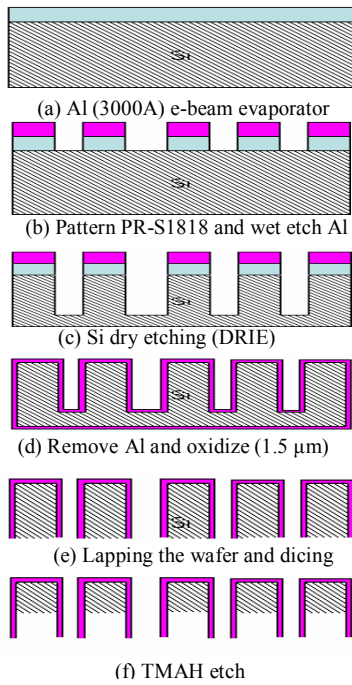 Si
(a) Al (3000A) e-beam evaporator
Si
(b) Pattern PR-S1818 and wet etch Al
Si
(c) Si dry etching (DRIE)
Si
(d) Remove Al and oxidize (1.5 µm)
Si
(e) Lapping the wafer and dicing
(f) TMAH etch